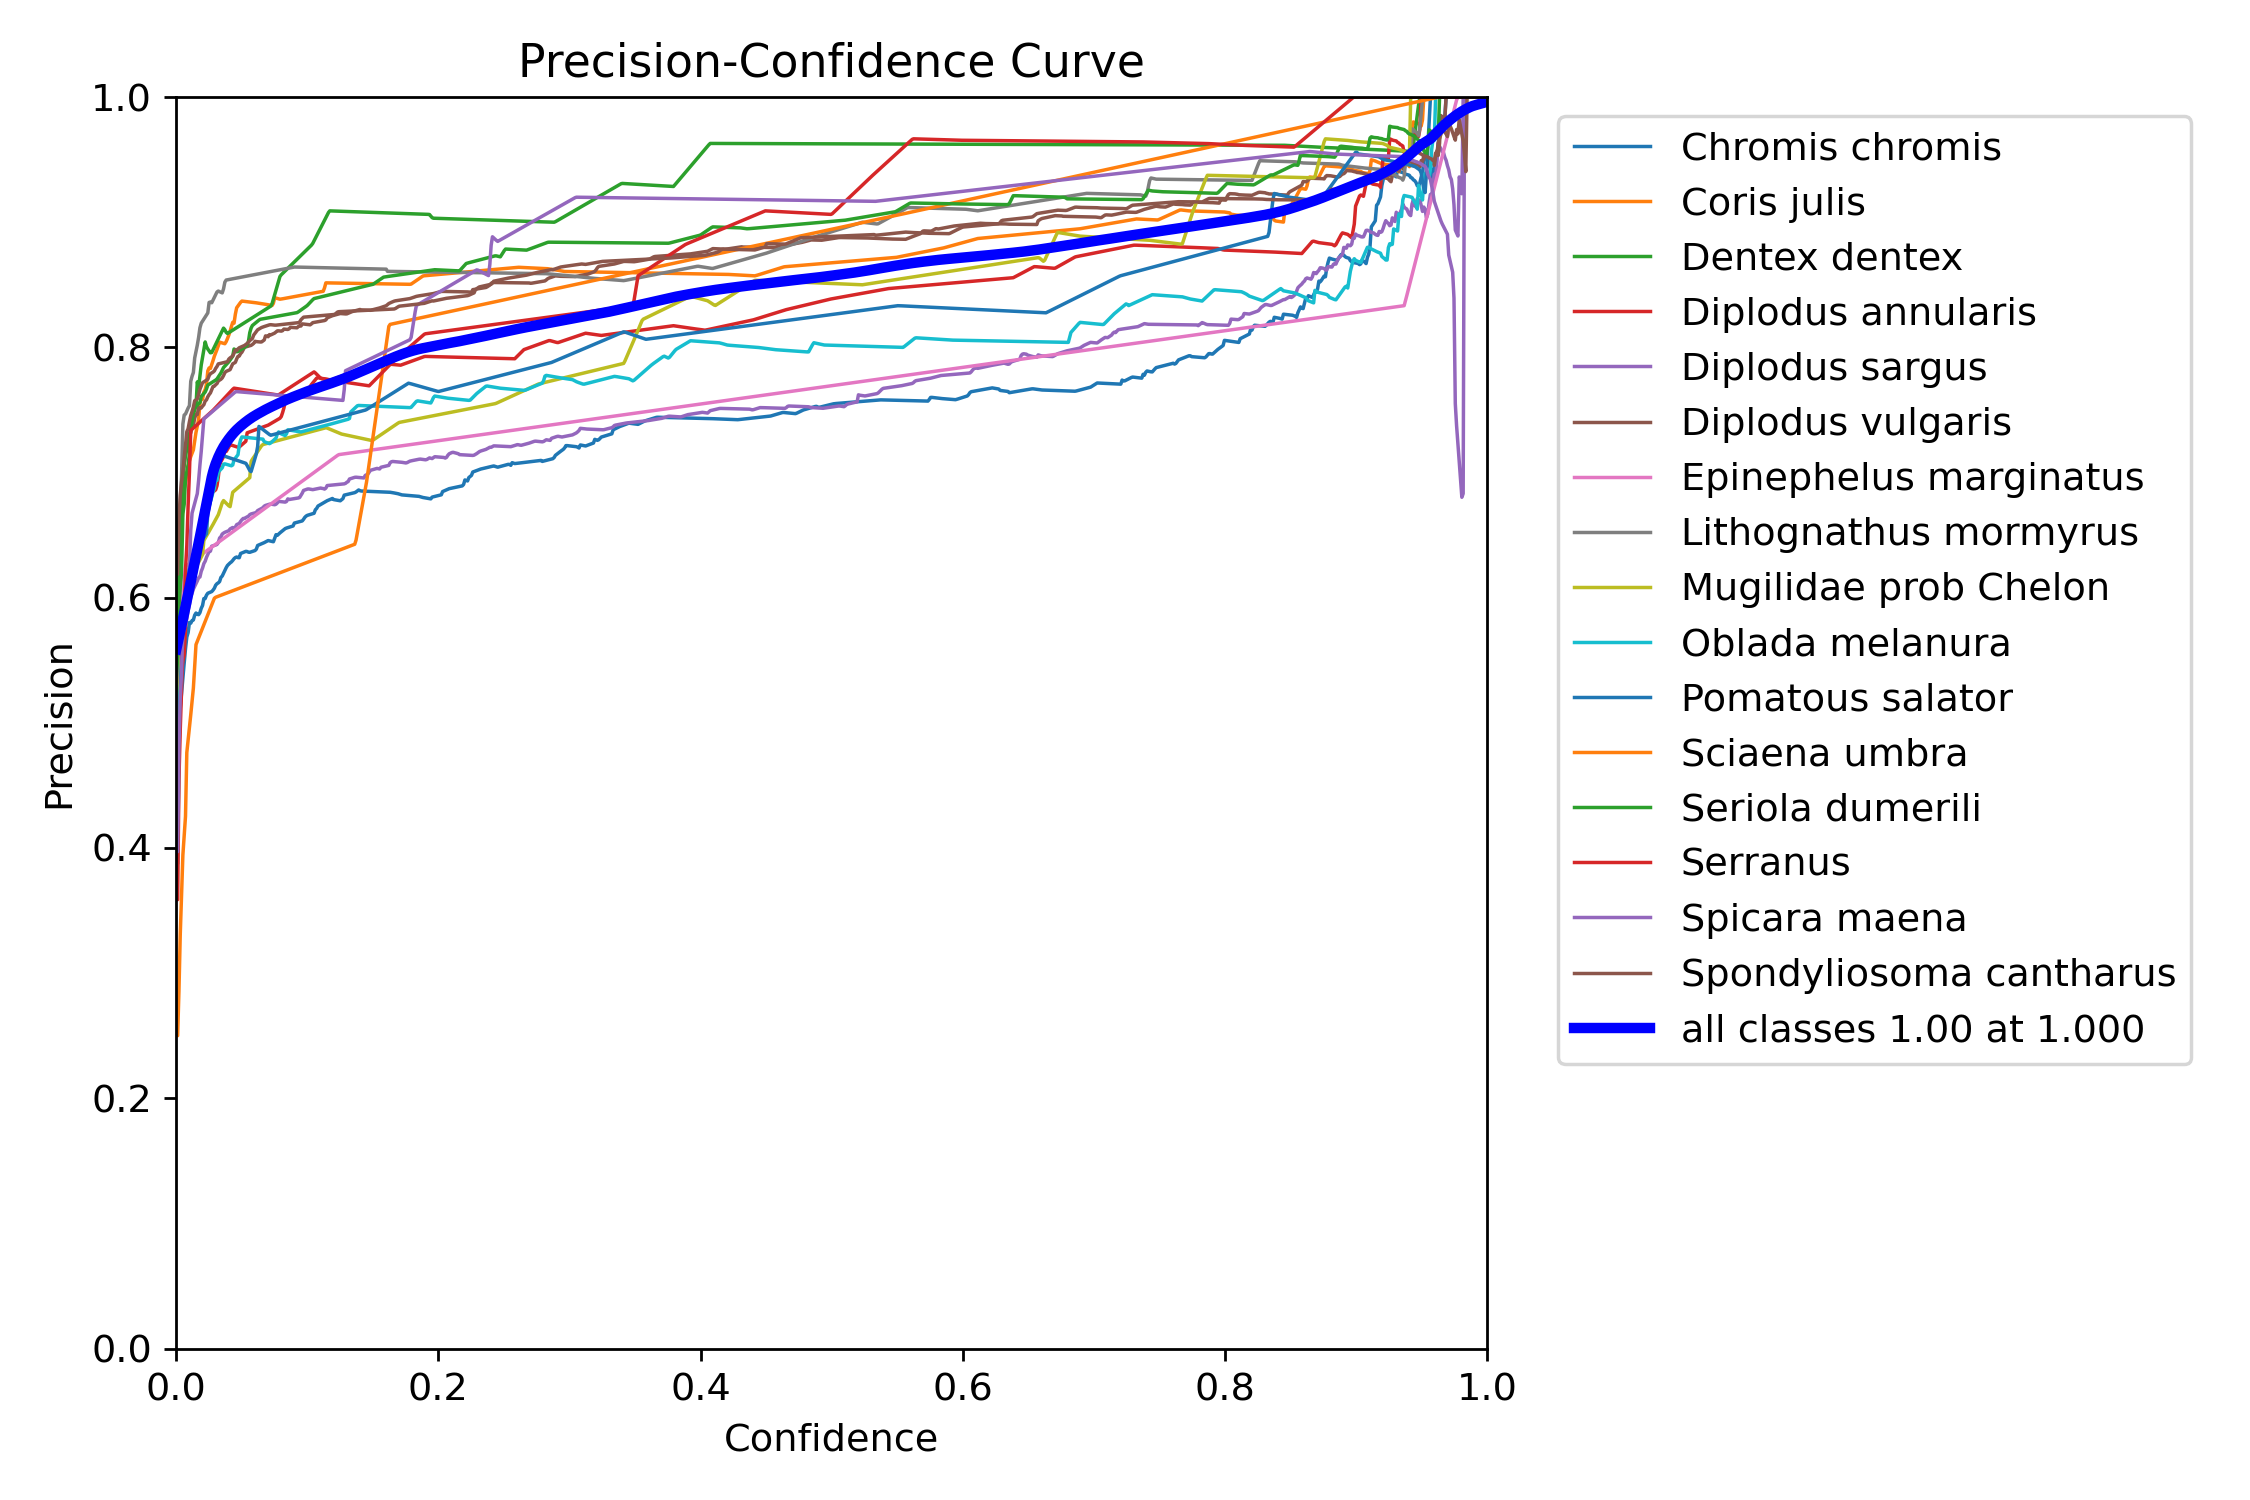 Precision-Confidence Curve
1.0
0.8
0.6
0.4
0.2
0.0
Precision
0.0 0.2 0.4 0.6 0.8 1.0
Confidence
Chromis chromis
Coris julis
Dentex dentex
Diplodus annularis
Diplodus sargus
Diplodus vulgaris
Epinephelus marginatus
Lithognathus mormyrus
Mugilidae prob Chelon
Oblada melanura
Pomatous salator
Sciaena umbra
Seriola dumerili
Serranus
Spicara maena
Spondyliosoma cantharus
all classes 1.00 at 1.000